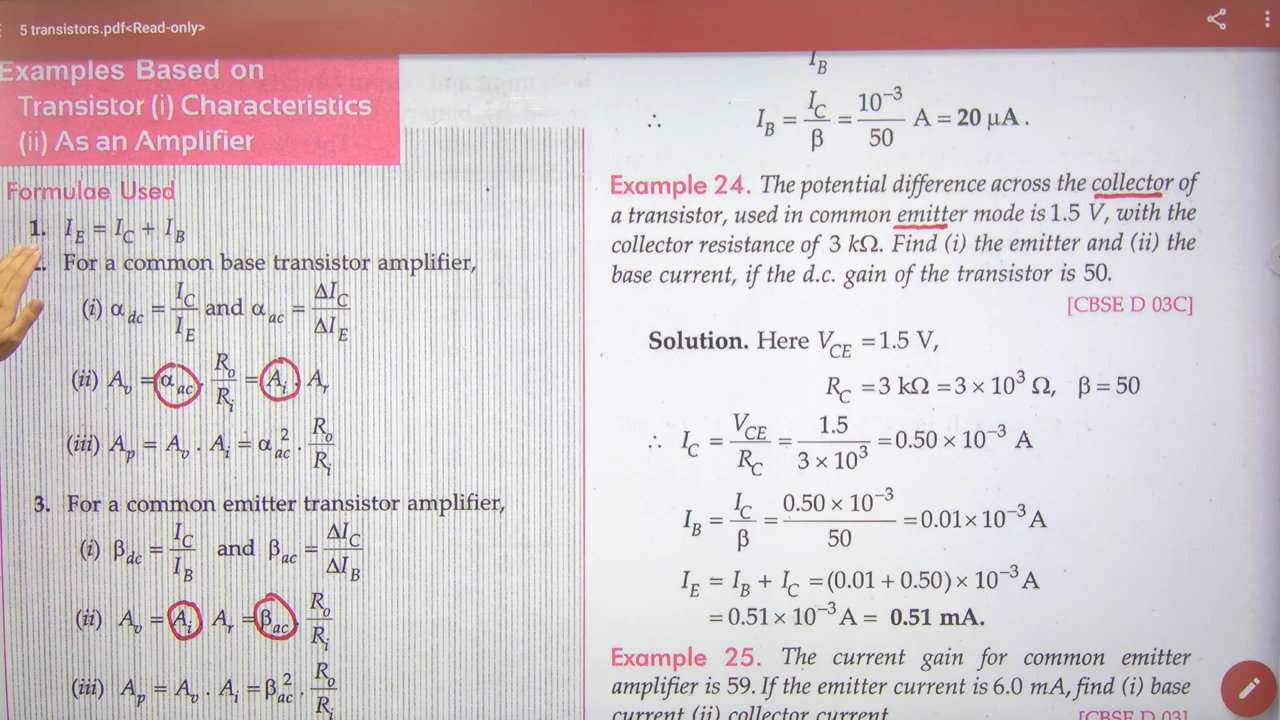 5 transistors.pdf<Read-only>
Examples Based on
Transistor (i) Characteristics
(ii) As an Amplifier
Formulae Used
1. I_E = I_C + I_B
2. For a common base transistor amplifier,
(i) α_dc = I_C / I_E and α_ac = ΔI_C / ΔI_E
(ii) A_v = α_ac . R_o / R_i = A_i . A_r
(iii) A_p = A_v . A_i = α_ac^2 . R_o / R_i
3. For a common emitter transistor amplifier,
(i) β_dc = I_C / I_B and β_ac = ΔI_C / ΔI_B
(ii) A_v = A_i . A_r = β_ac . R_o / R_i
(iii) A_p = A_v . A_i = β_ac^2 . R_o / R_i
I_B
∴ I_B = I_C / β = 10^-3 / 50 A = 20 μA.
Example 24. The potential difference across the collector of
a transistor, used in common emitter mode is 1.5 V, with the
collector resistance of 3 kΩ. Find (i) the emitter and (ii) the
base current, if the d.c. gain of the transistor is 50.
[CBSE D 03C]
Solution. Here V_CE = 1.5 V,
R_C = 3 kΩ = 3 × 10^3 Ω, β = 50
∴ I_C = V_CE / R_C = 1.5 / 3 × 10^3 = 0.50 × 10^-3 A
I_B = I_C / β = 0.50 × 10^-3 / 50 = 0.01 × 10^-3 A
I_E = I_B + I_C = (0.01 + 0.50) × 10^-3 A
= 0.51 × 10^-3 A = 0.51 mA.
Example 25. The current gain for common emitter
amplifier is 59. If the emitter current is 6.0 mA, find (i) base
current (ii) collector current.
[CBSE D 03]